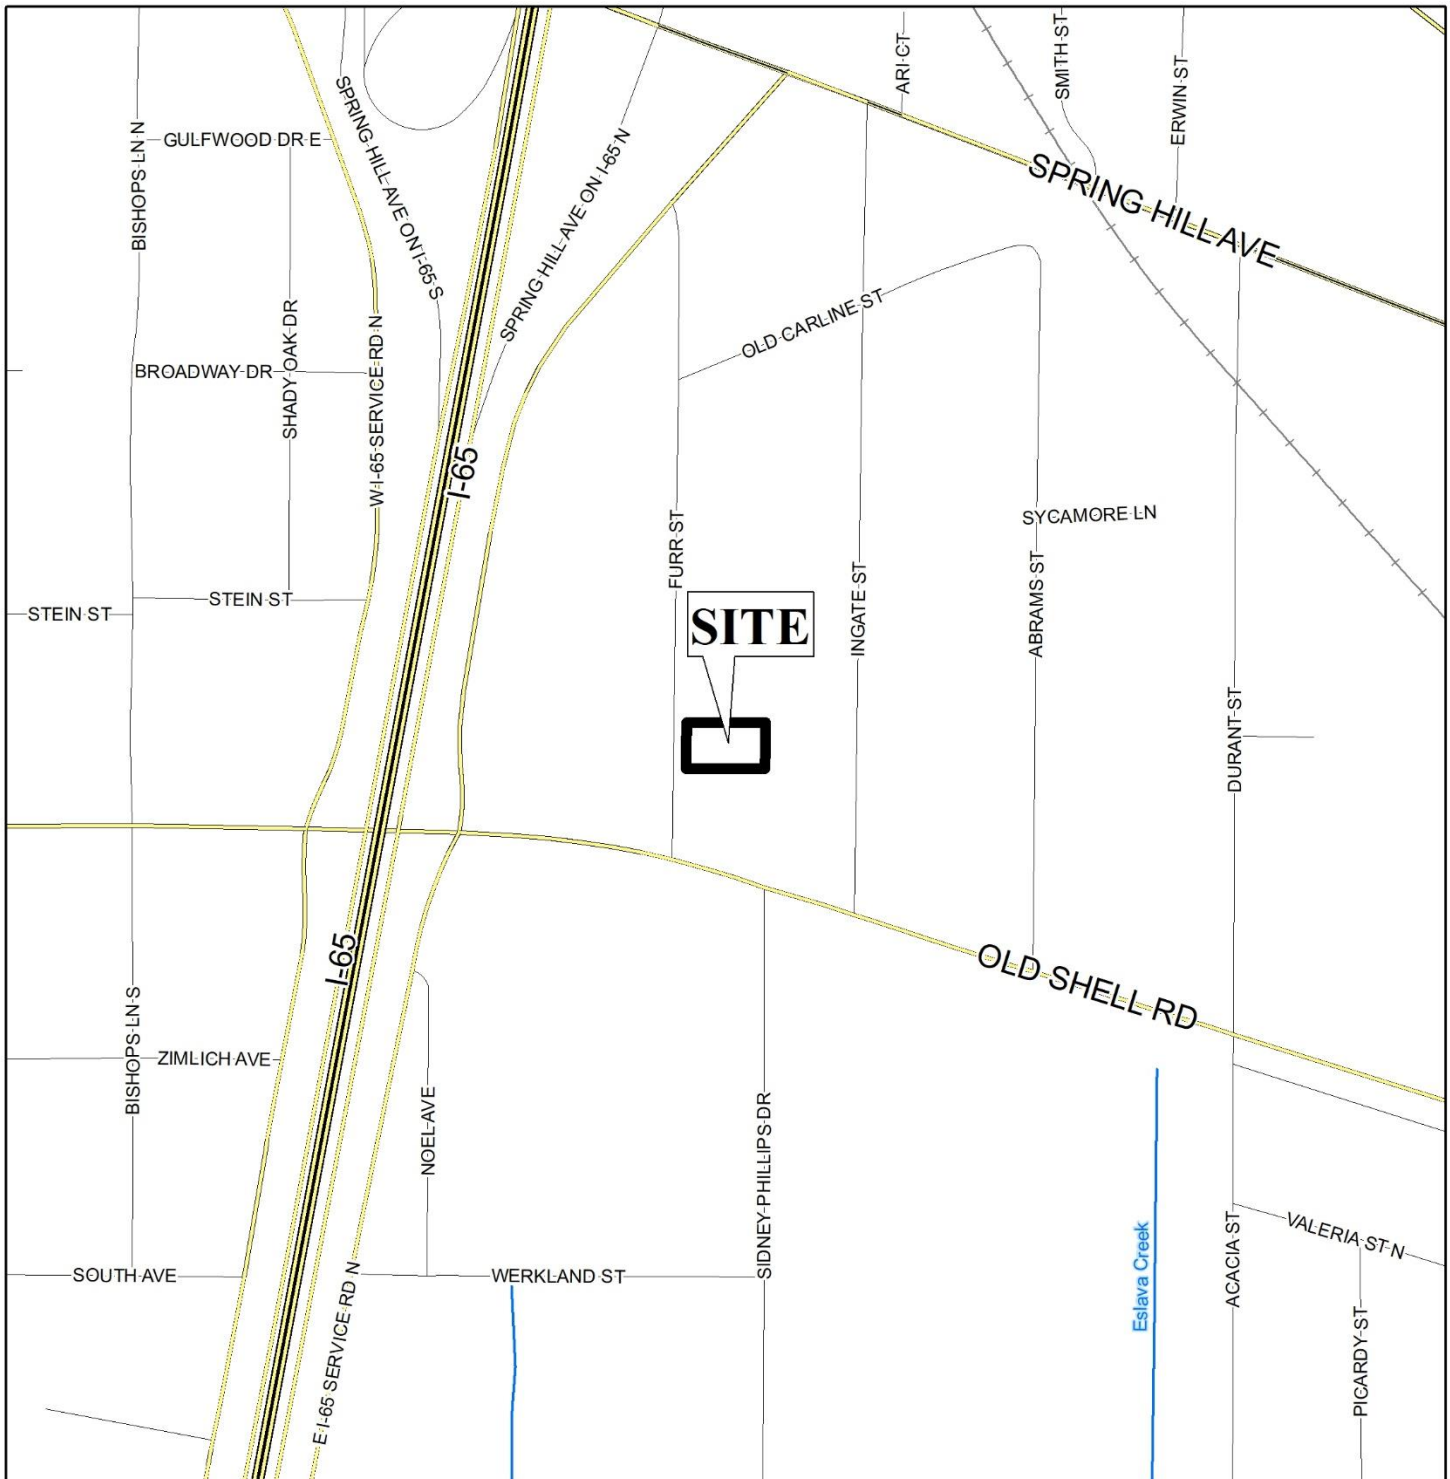 ARI CT
SMITH ST
ERWIN ST
SPRING HILL AVE ON I-65 S
BISHOPS LN N
GULFWOOD DR E
SPRING HILL AVE ON I-65 N
SPRING HILL AVE
OLD CARLINE ST
SHADY OAK DR
W I-65 SERVICE RD N
BROADWAY DR
I-65
FURR ST
SYCAMORE LN
INGATE ST
ABRAMS ST
STEIN ST
STEIN ST
SITE
DURANT ST
I-65
OLD SHELL RD
BISHOPS LN S
ZIMLICH AVE
NOEL AVE
SIDNEY PHILLIPS DR
Eslava Creek
ACACIA ST
VALERIA ST N
SOUTH AVE
WERKLAND ST
E I-65 SERVICE RD N
PICARDY ST